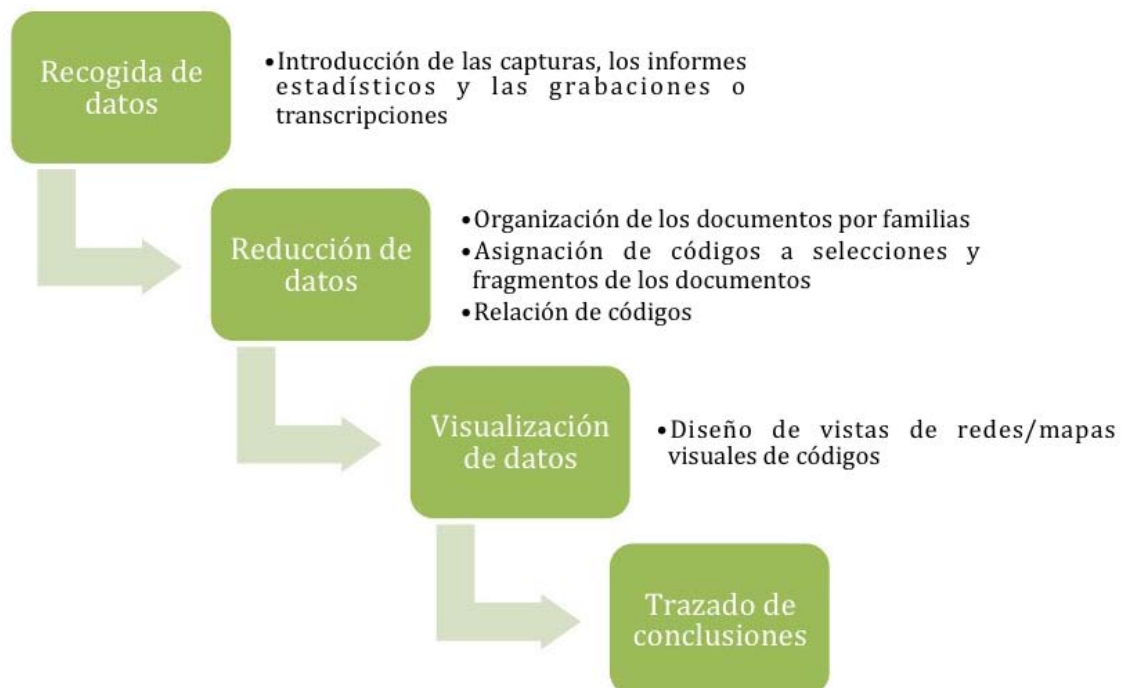 Recogida de
datos
•Introducción de las capturas, los informes
estadísticos y las grabaciones o
transcripciones
Reducción de
datos
•Organización de los documentos por familias
•Asignación de códigos a selecciones y
fragmentos de los documentos
•Relación de códigos
Visualización
de datos
•Diseño de vistas de redes/mapas
visuales de códigos
Trazado de
conclusiones